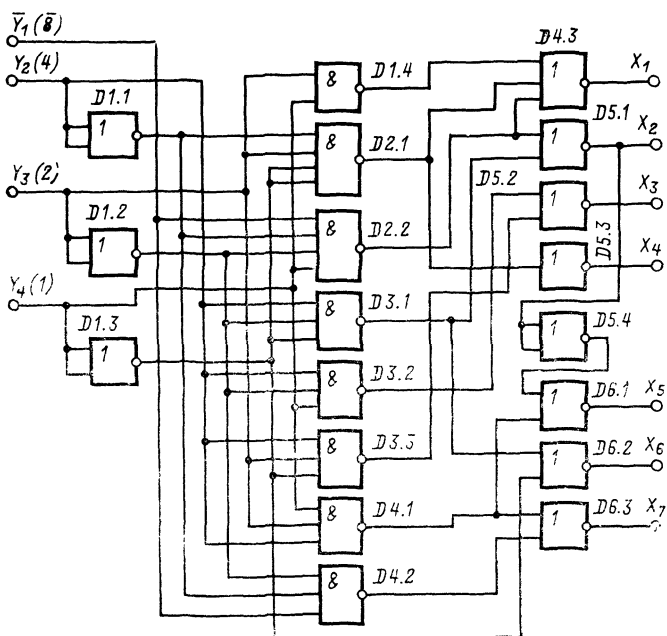 Ȳ₁(8̄)
Y₂(4)
D1.1
1
Y₃(2)
D1.2
1
Y₄(1)
D1.3
1
& D1.4
& D2.1
& D2.2
& D3.1
& D3.2
& D3.3
& D4.1
& D4.2
D4.3
1 X₁
D5.1
1 X₂
D5.2
1 X₃
D5.3
1 X₄
1 D5.4
1 D6.1 X₅
1 D6.2 X₆
1 D6.3 X₇